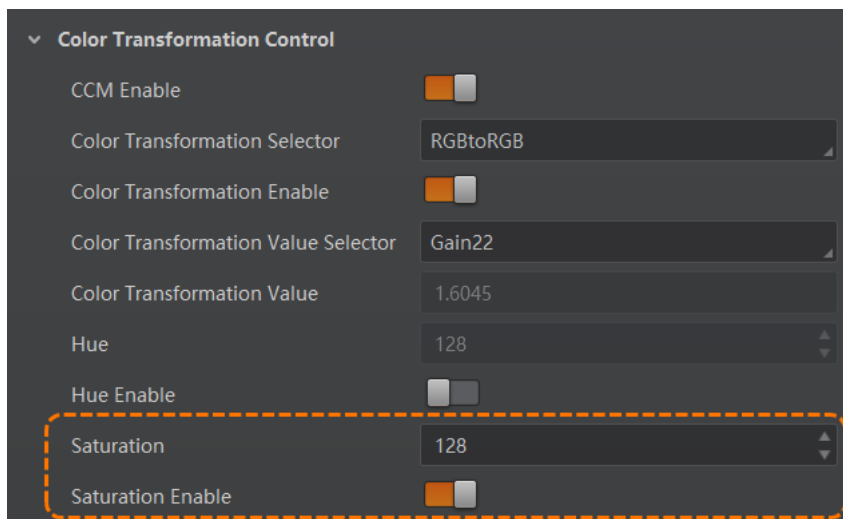 Color Transformation Control
CCM Enable
Color Transformation Selector RGBtoRGB
Color Transformation Enable
Color Transformation Value Selector Gain22
Color Transformation Value 1.6045
Hue 128
Hue Enable
Saturation 128
Saturation Enable